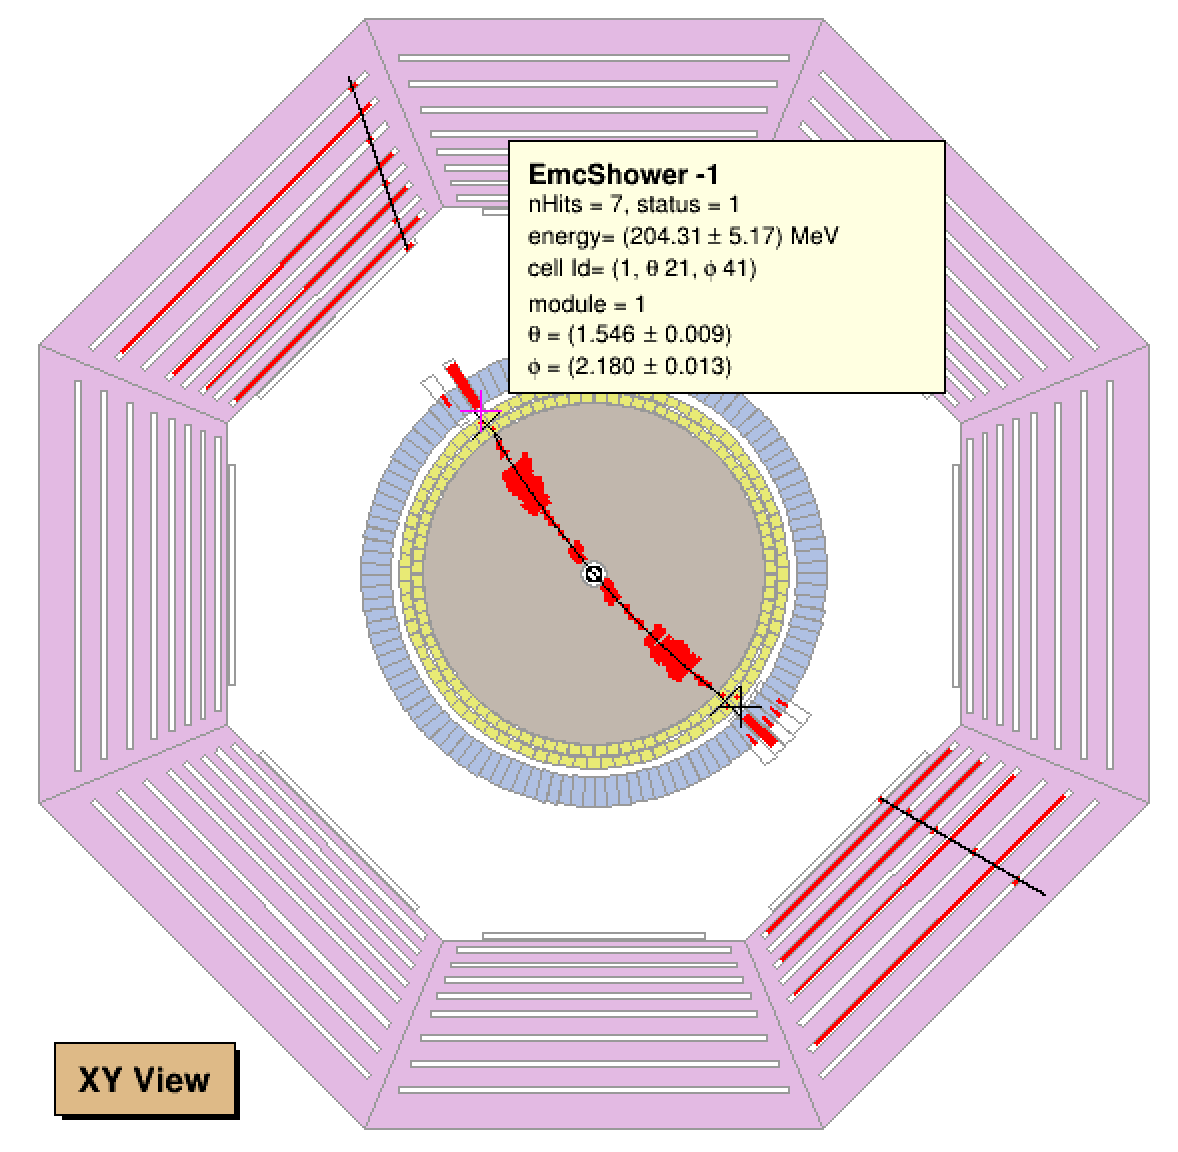 EmcShower -1
nHits = 7, status = 1
energy= (204.31 ± 5.17) MeV
cell Id= (1, θ 21, ϕ 41)
module = 1
θ = (1.546 ± 0.009)
ϕ = (2.180 ± 0.013)
XY View